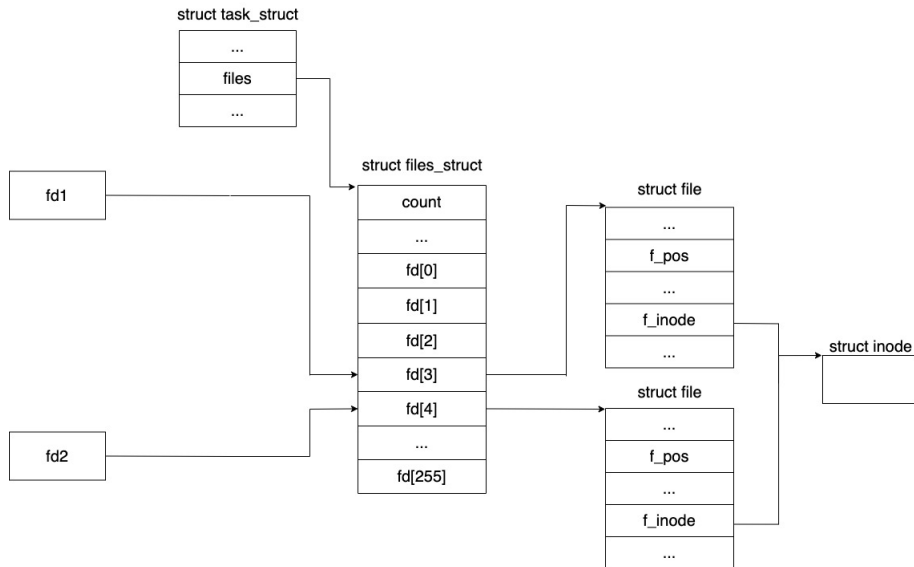 struct task_struct
...
files
...
fd1
fd2
struct files_struct
count
...
fd[0]
fd[1]
fd[2]
fd[3]
fd[4]
...
fd[255]
struct file
...
f_pos
...
f_inode
...
struct file
...
f_pos
...
f_inode
...
struct inode